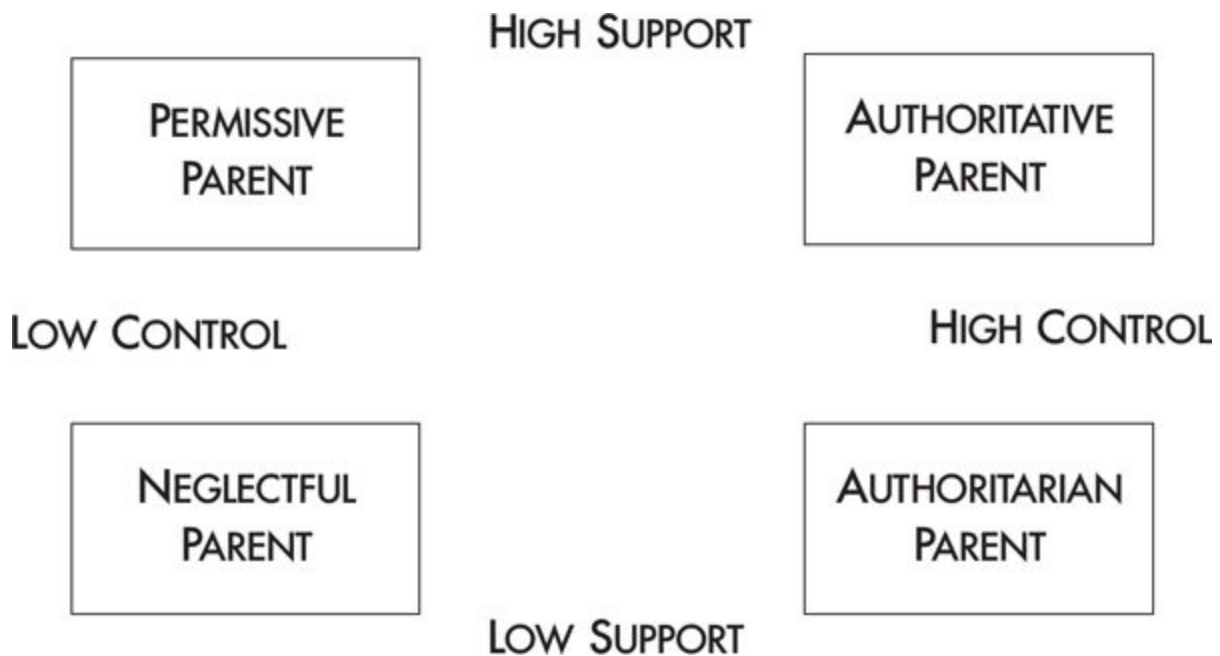 HIGH SUPPORT
PERMISSIVE
PARENT
AUTHORITATIVE
PARENT
LOW CONTROL
HIGH CONTROL
NEGLECTFUL
PARENT
AUTHORITARIAN
PARENT
LOW SUPPORT